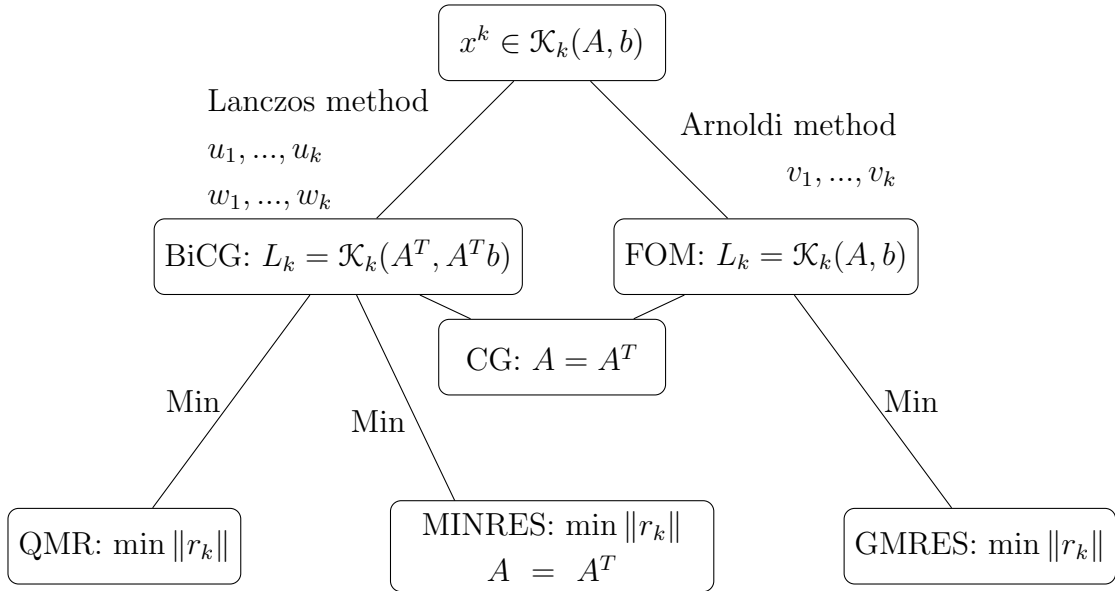 x^k ∈ 𝒦_k(A, b)
Lanczos method
u_1, ..., u_k
w_1, ..., w_k
Arnoldi method
v_1, ..., v_k
BiCG: L_k = 𝒦_k(A^T, A^T b)
FOM: L_k = 𝒦_k(A, b)
CG: A = A^T
Min
Min
Min
QMR: min ‖r_k‖
MINRES: min ‖r_k‖
A = A^T
GMRES: min ‖r_k‖